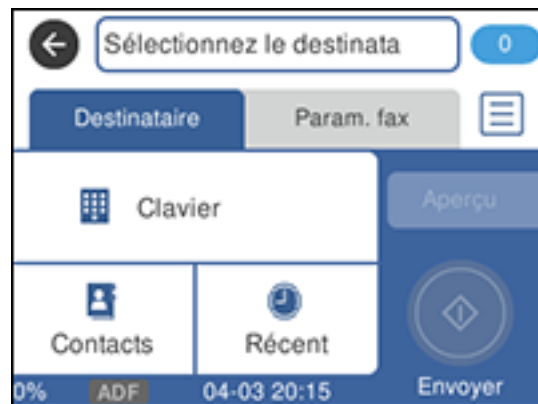 Sélectionnez le destinata
0
Destinataire
Param. fax
Clavier
Aperçu
Contacts
Récent
0%
ADF
04-03 20:15
Envoyer